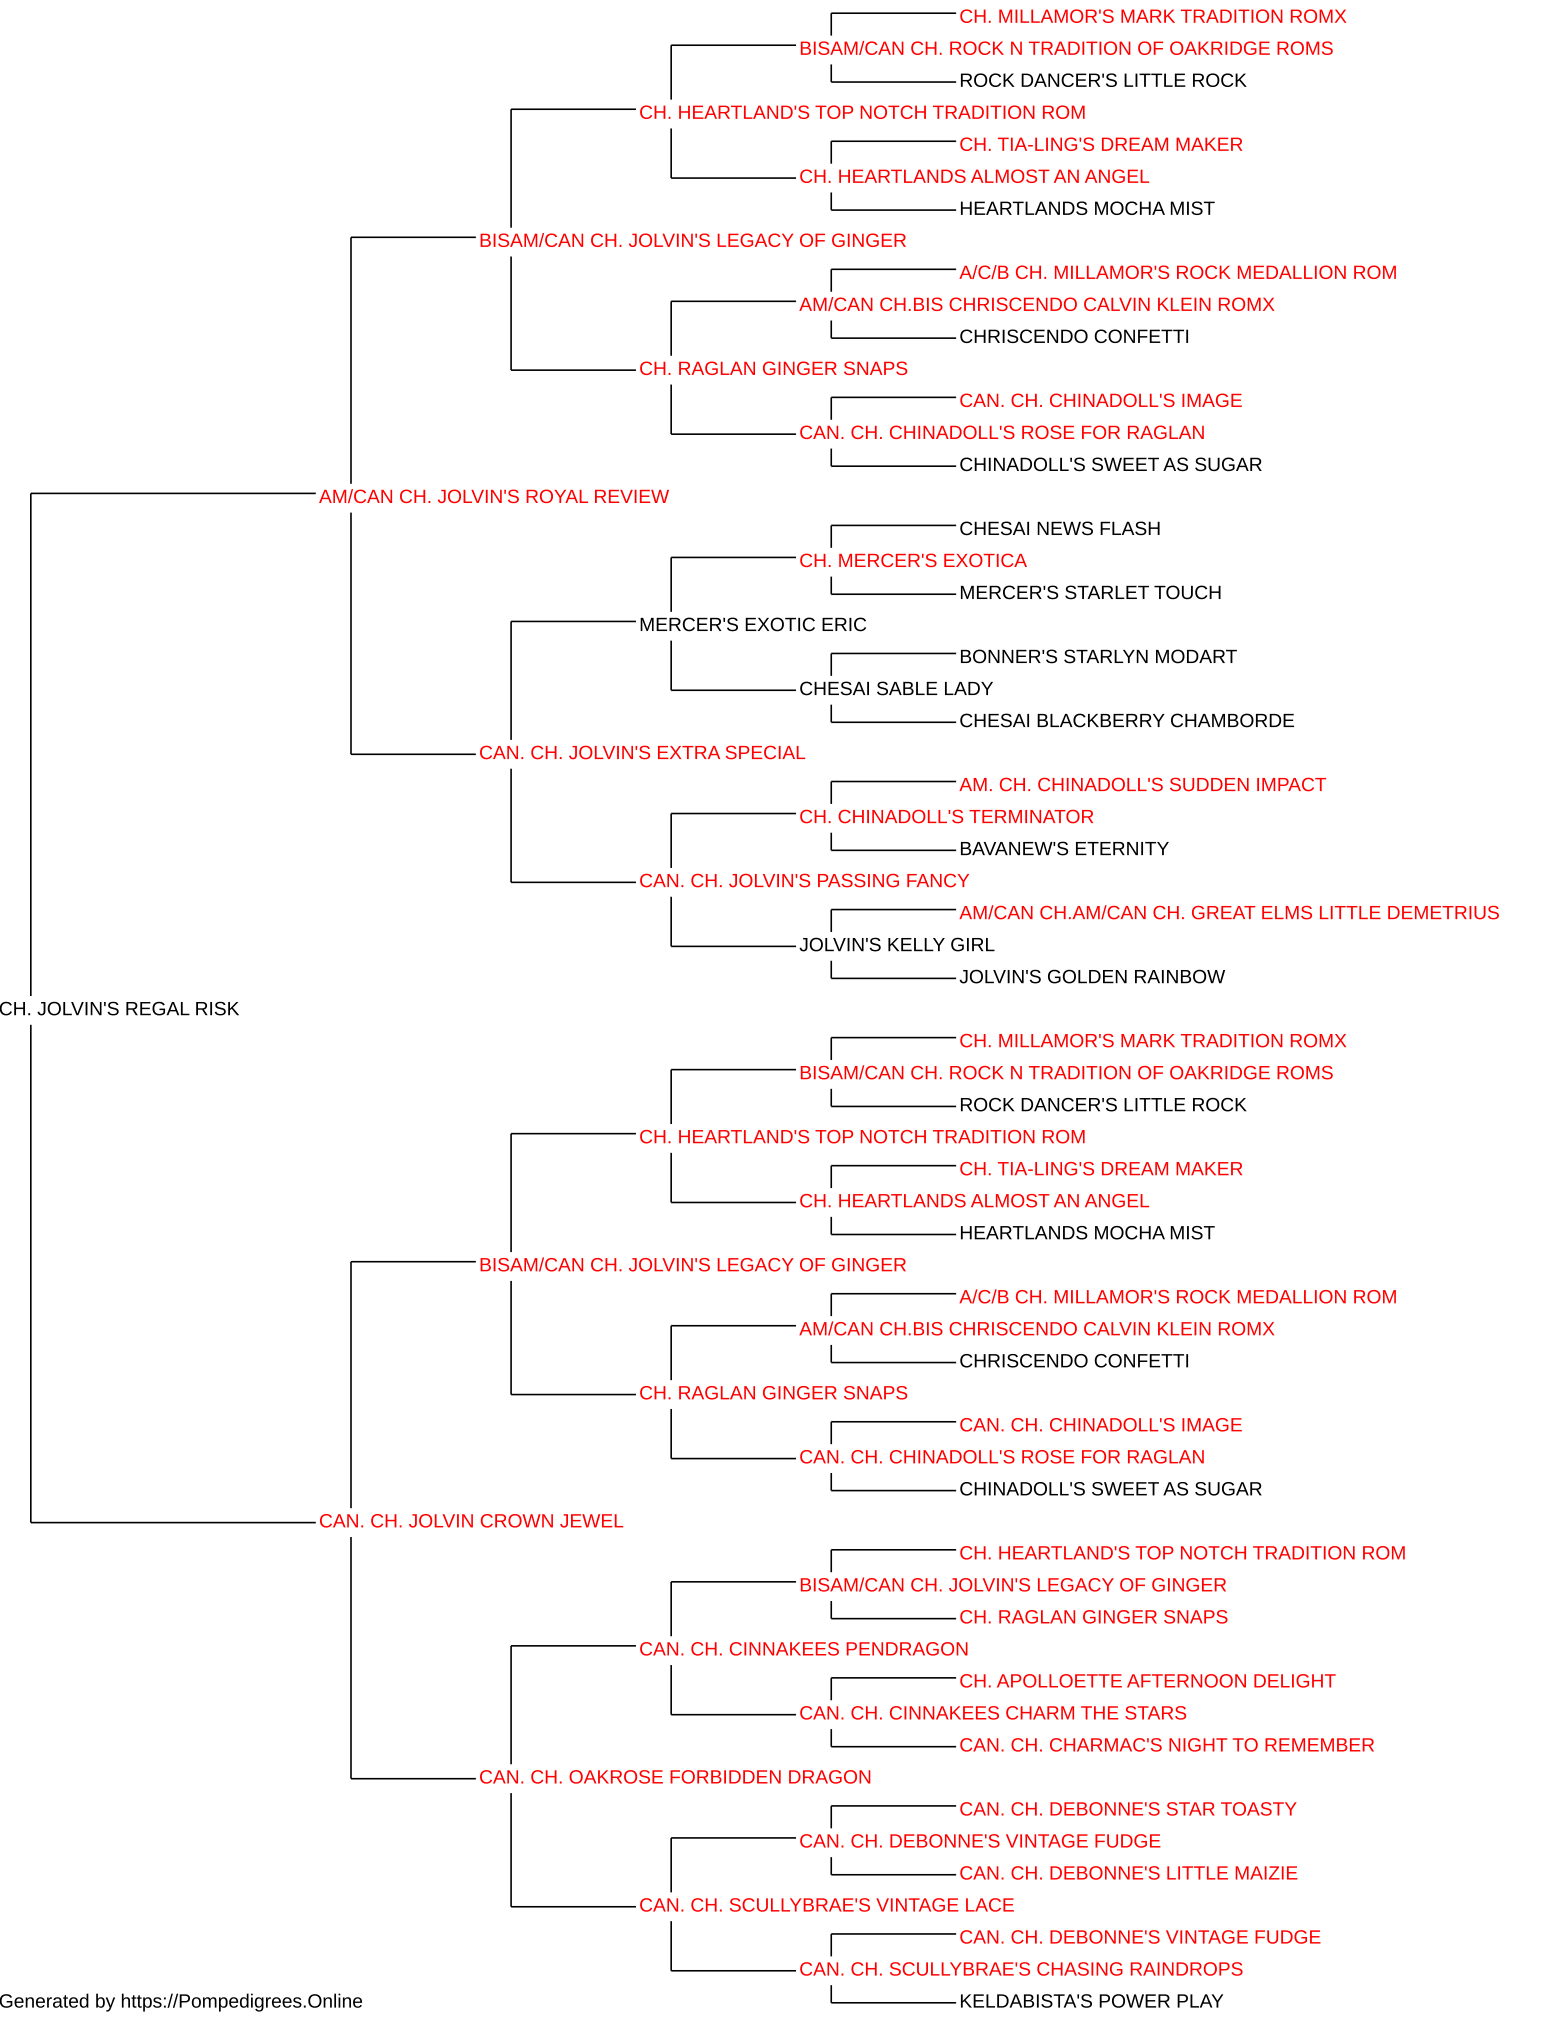 CH. MILLAMOR'S MARK TRADITION ROMX
BISAM/CAN CH. ROCK N TRADITION OF OAKRIDGE ROMS
ROCK DANCER'S LITTLE ROCK
CH. HEARTLAND'S TOP NOTCH TRADITION ROM
CH. TIA-LING'S DREAM MAKER
CH. HEARTLANDS ALMOST AN ANGEL
HEARTLANDS MOCHA MIST
BISAM/CAN CH. JOLVIN'S LEGACY OF GINGER
A/C/B CH. MILLAMOR'S ROCK MEDALLION ROM
AM/CAN CH.BIS CHRISCENDO CALVIN KLEIN ROMX
CHRISCENDO CONFETTI
CH. RAGLAN GINGER SNAPS
CAN. CH. CHINADOLL'S IMAGE
CAN. CH. CHINADOLL'S ROSE FOR RAGLAN
CHINADOLL'S SWEET AS SUGAR
AM/CAN CH. JOLVIN'S ROYAL REVIEW
CHESAI NEWS FLASH
CH. MERCER'S EXOTICA
MERCER'S STARLET TOUCH
MERCER'S EXOTIC ERIC
BONNER'S STARLYN MODART
CHESAI SABLE LADY
CHESAI BLACKBERRY CHAMBORDE
CAN. CH. JOLVIN'S EXTRA SPECIAL
AM. CH. CHINADOLL'S SUDDEN IMPACT
CH. CHINADOLL'S TERMINATOR
BAVANEW'S ETERNITY
CAN. CH. JOLVIN'S PASSING FANCY
AM/CAN CH.AM/CAN CH. GREAT ELMS LITTLE DEMETRIUS
JOLVIN'S KELLY GIRL
JOLVIN'S GOLDEN RAINBOW
CH. JOLVIN'S REGAL RISK
CH. MILLAMOR'S MARK TRADITION ROMX
BISAM/CAN CH. ROCK N TRADITION OF OAKRIDGE ROMS
ROCK DANCER'S LITTLE ROCK
CH. HEARTLAND'S TOP NOTCH TRADITION ROM
CH. TIA-LING'S DREAM MAKER
CH. HEARTLANDS ALMOST AN ANGEL
HEARTLANDS MOCHA MIST
BISAM/CAN CH. JOLVIN'S LEGACY OF GINGER
A/C/B CH. MILLAMOR'S ROCK MEDALLION ROM
AM/CAN CH.BIS CHRISCENDO CALVIN KLEIN ROMX
CHRISCENDO CONFETTI
CH. RAGLAN GINGER SNAPS
CAN. CH. CHINADOLL'S IMAGE
CAN. CH. CHINADOLL'S ROSE FOR RAGLAN
CHINADOLL'S SWEET AS SUGAR
CAN. CH. JOLVIN CROWN JEWEL
CH. HEARTLAND'S TOP NOTCH TRADITION ROM
BISAM/CAN CH. JOLVIN'S LEGACY OF GINGER
CH. RAGLAN GINGER SNAPS
CAN. CH. CINNAKEES PENDRAGON
CH. APOLLOETTE AFTERNOON DELIGHT
CAN. CH. CINNAKEES CHARM THE STARS
CAN. CH. CHARMAC'S NIGHT TO REMEMBER
CAN. CH. OAKROSE FORBIDDEN DRAGON
CAN. CH. DEBONNE'S STAR TOASTY
CAN. CH. DEBONNE'S VINTAGE FUDGE
CAN. CH. DEBONNE'S LITTLE MAIZIE
CAN. CH. SCULLYBRAE'S VINTAGE LACE
CAN. CH. DEBONNE'S VINTAGE FUDGE
CAN. CH. SCULLYBRAE'S CHASING RAINDROPS
KELDABISTA'S POWER PLAY
Generated by https://Pompedigrees.Online